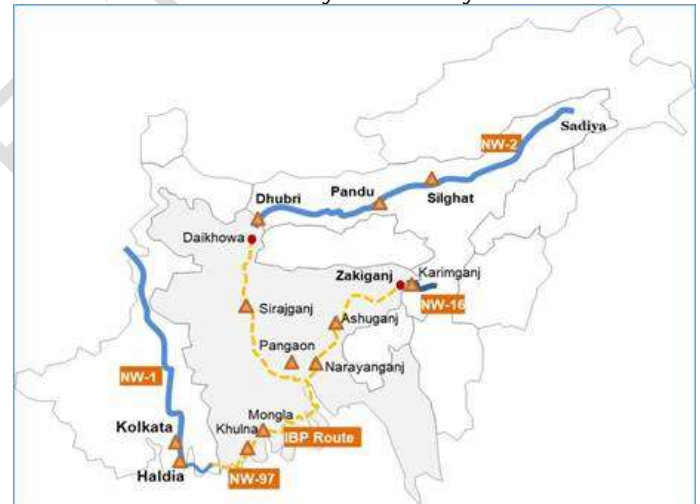 Sadiya
NW-2
Dhubri
Pandu
Silghat
Daikhowa
Zakiganj
Karimganj
NW-16
Sirajganj
Ashuganj
Pangaon
Narayanganj
NW-1
Mongla
Kolkata
Khulna
IBP Route
Haldia
NW-97